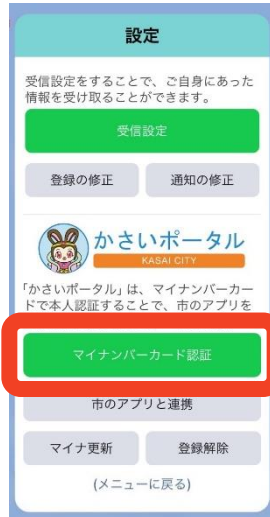 設定
受信設定をすることで、ご自身にあった
情報を受け取ることができます。
受信設定
登録の修正 通知の修正
かさいポータル
KASAI CITY
「かさいポータル」は、マイナンバーカー
ドで本人認証することで、市のアプリを
マイナンバーカード認証
市のアプリと連携
マイナ更新 登録解除
(メニューに戻る)